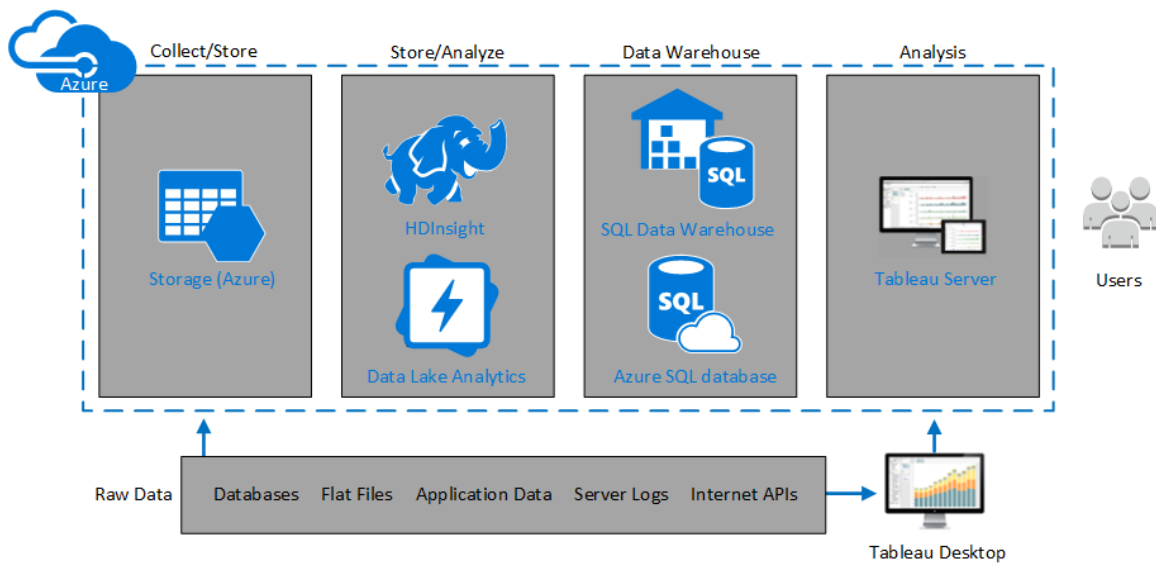 Azure
Collect/Store
Store/Analyze
Data Warehouse
Analysis
Storage (Azure)
HDInsight
Data Lake Analytics
SQL
SQL Data Warehouse
SQL
Azure SQL database
Tableau Server
Users
Raw Data
Databases
Flat Files
Application Data
Server Logs
Internet APIs
Tableau Desktop